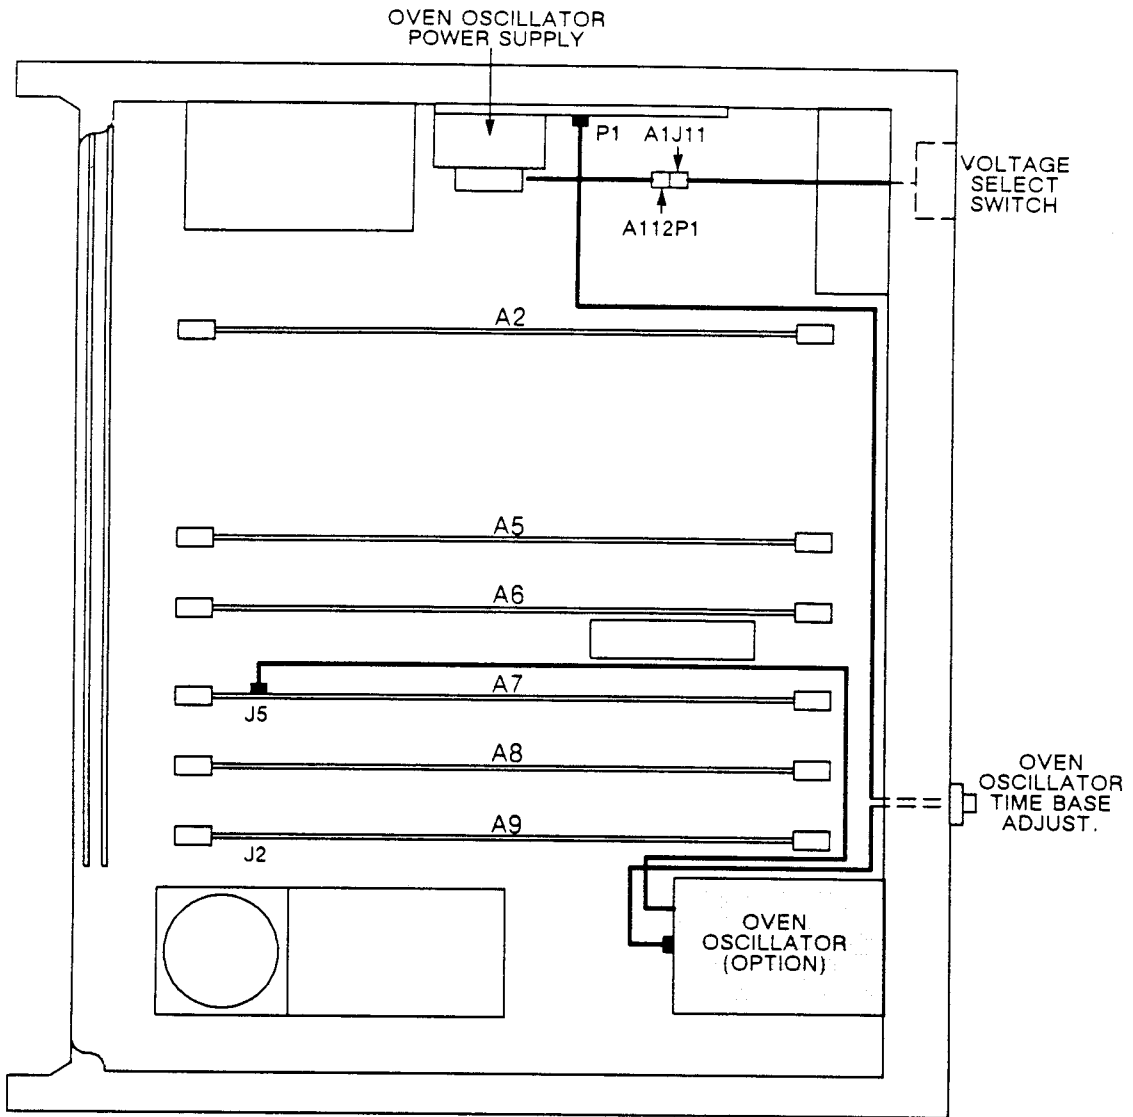 OVEN OSCILLATOR
POWER SUPPLY
P1
A1J11
VOLTAGE
SELECT
SWITCH
A112P1
A2
A5
A6
A7
J5
A8
OVEN
OSCILLATOR
TIME BASE
ADJUST.
A9
J2
OVEN
OSCILLATOR
(OPTION)